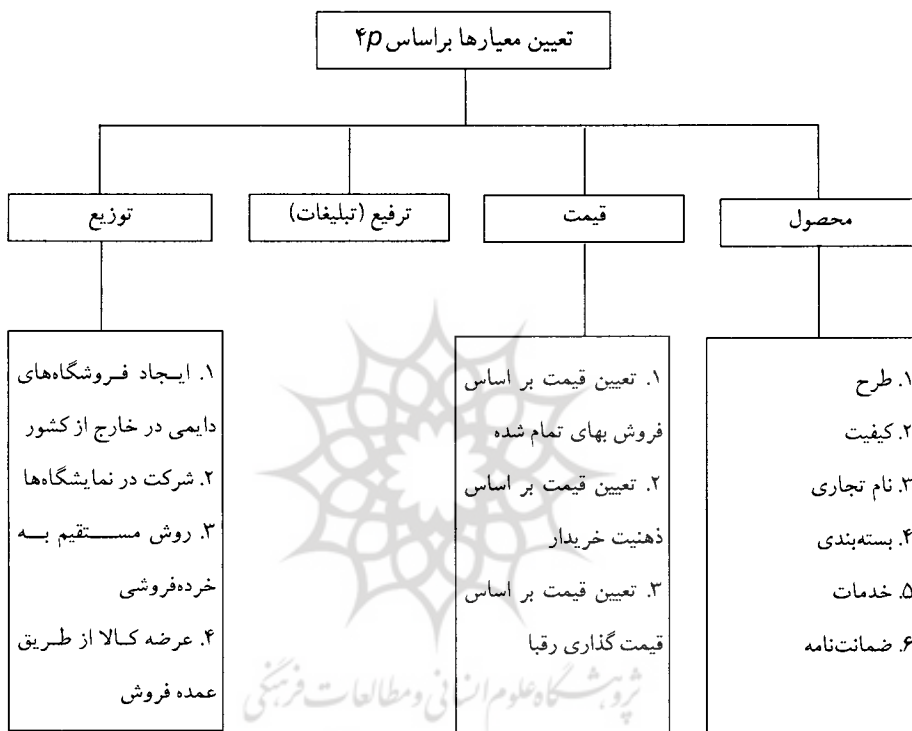 تعیین معیارها براساس ۴p
محصول
قیمت
ترفیع (تبلیغات)
توزیع
۱. طرح
۲. کیفیت
۳. نام تجاری
۴. بسته‌بندی
۵. خدمات
۶. ضمانت‌نامه
۱. تعیین قیمت بر اساس
فروش بهای تمام شده
۲. تعیین قیمت بر اساس
ذهنیت خریدار
۳. تعیین قیمت بر اساس
قیمت گذاری رقبا
۱. ایجاد فروشگاه‌های
دایمی در خارج از کشور
۲. شرکت در نمایشگاه‌ها
۳. روش مستقیم به
خرده‌فروشی
۴. عرضه کالا از طریق
عمده فروش
پژوهشگاه علوم انسانی و مطالعات فرهنگی